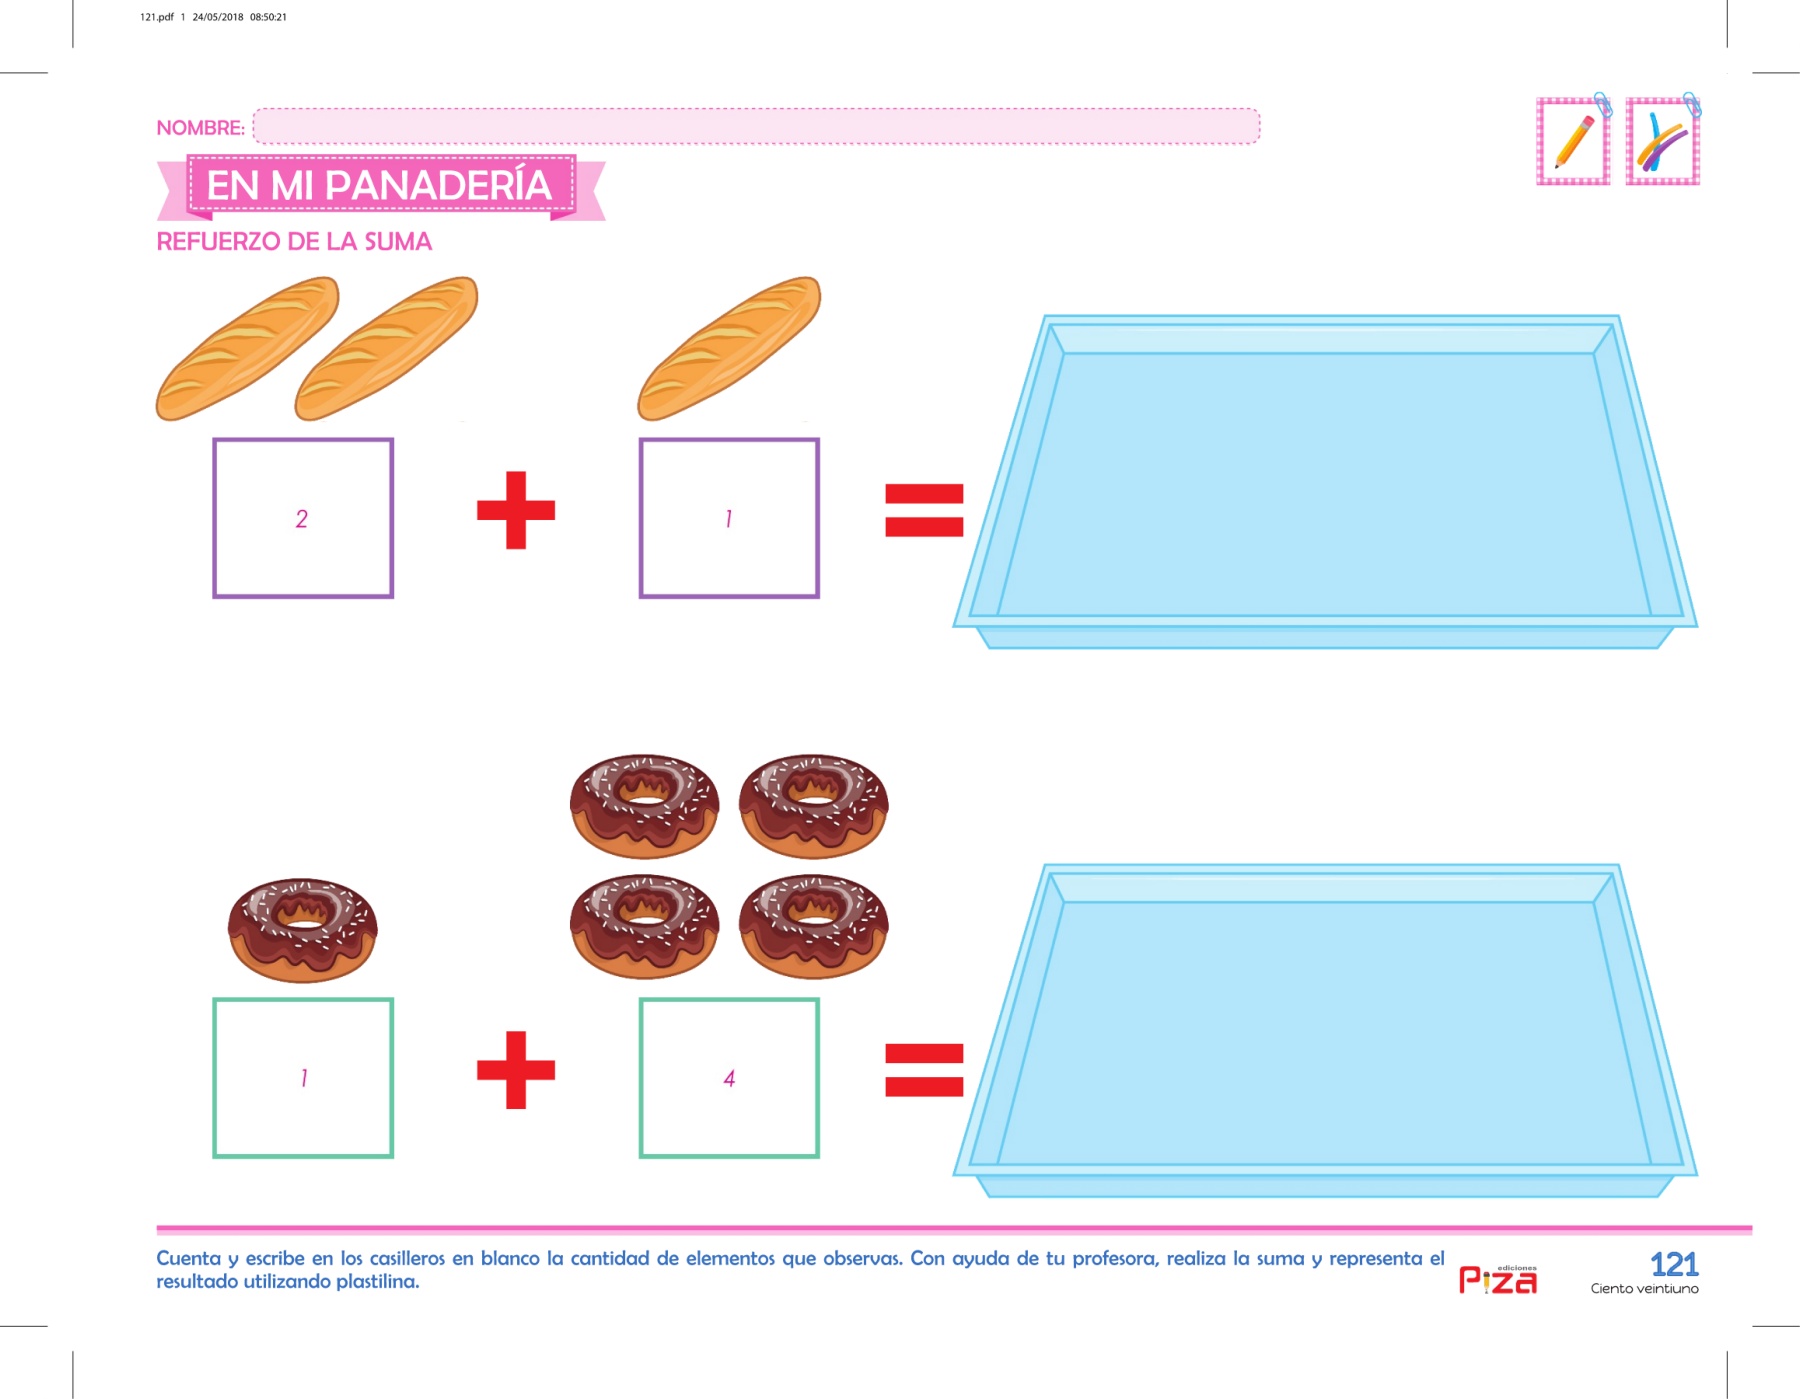 121.pdf 1 24/05/2018 08:50:21
NOMBRE:
EN MI PANADERÍA
REFUERZO DE LA SUMA
2 + 1 =
1 + 4 =
Cuenta y escribe en los casilleros en blanco la cantidad de elementos que observas. Con ayuda de tu profesora, realiza la suma y representa el
resultado utilizando plastilina.
ediciones
Piza
121
Ciento veintiuno